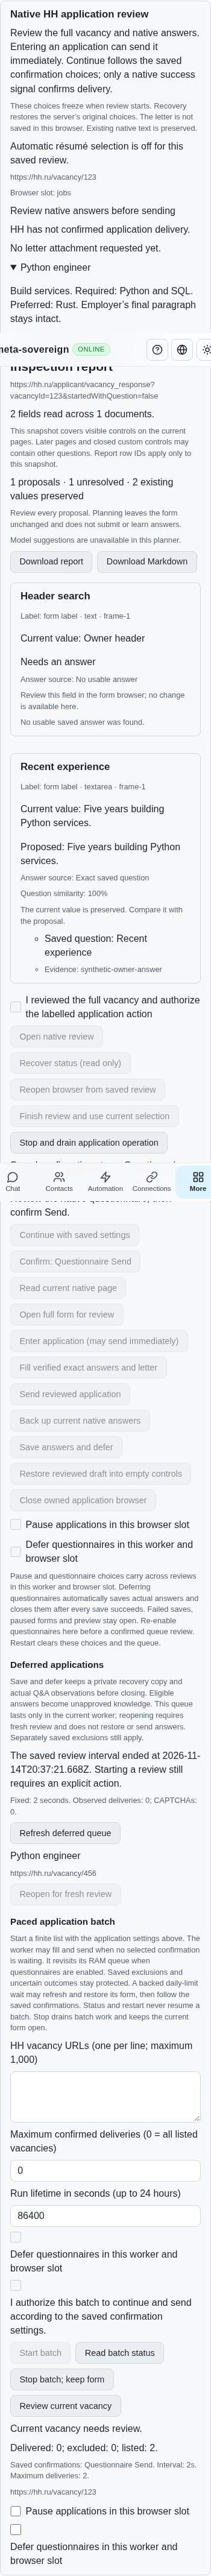 Native HH application review
Review the full vacancy and native answers.
Entering an application can send it
immediately. Continue follows the saved
confirmation choices; only a native success
signal confirms delivery.
These choices freeze when review starts. Recovery
restores the server's original choices. The letter is not
saved in this browser. Existing native text is preserved.
Automatic résumé selection is off for this
saved review.
https://hh.ru/vacancy/123
Browser slot: jobs
Review native answers before sending
HH has not confirmed application delivery.
No letter attachment requested yet.
▼ Python engineer
Build services. Required: Python and SQL.
Preferred: Rust. Employer's final paragraph
stays intact.
meta-sovereign ONLINE
Inspection report
https://hh.ru/applicant/vacancy_response?
vacancyId=123&startedWithQuestion=false
2 fields read across 1 documents.
This snapshot covers visible controls on the current
pages. Later pages and closed custom controls may
contain other questions. Report row IDs apply only to
this snapshot.
1 proposals · 1 unresolved · 2 existing
values preserved
Review every proposal. Planning leaves the form
unchanged and does not submit or learn answers.
Model suggestions are unavailable in this planner.
Download report Download Markdown
Header search
Label: form label · text · frame-1
Current value: Owner header
Needs an answer
Answer source: No usable answer
Review this field in the form browser; no change
is available here.
No usable saved answer was found.
Recent experience
Label: form label · textarea · frame-1
Current value: Five years building
Python services.
Proposed: Five years building Python
services.
Answer source: Exact saved question
Question similarity: 100%
The current value is preserved. Compare it with
the proposal.
Saved question: Recent
experience
Evidence: synthetic-owner-answer
I reviewed the full vacancy and authorize
the labelled application action
Open native review
Recover status (read only)
Reopen browser from saved review
Finish review and use current selection
Stop and drain application operation
Chat Contacts Automation Connections More
confirm Send.
Continue with saved settings
Confirm: Questionnaire Send
Read current native page
Open full form for review
Enter application (may send immediately)
Fill verified exact answers and letter
Send reviewed application
Back up current native answers
Save answers and defer
Restore reviewed draft into empty controls
Close owned application browser
Pause applications in this browser slot
Defer questionnaires in this worker and
browser slot
Pause and questionnaire choices carry across reviews
in this worker and browser slot. Deferring
questionnaires automatically saves actual answers and
closes them after every save succeeds. Failed saves,
paused forms and preview stay open. Re-enable
questionnaires here before a confirmed queue review.
Restart clears these choices and the queue.
Deferred applications
Save and defer keeps a private recovery copy and
actual Q&A observations before closing. Eligible
answers become unapproved knowledge. This queue
lasts only in the current worker; reopening requires
fresh review and does not restore or send answers.
Separately saved exclusions still apply.
The saved review interval ended at 2026-11-
14T20:37:21.668Z. Starting a review still
requires an explicit action.
Fixed: 2 seconds. Observed deliveries: 0; CAPTCHAs:
0.
Refresh deferred queue
Python engineer
https://hh.ru/vacancy/456
Reopen for fresh review
Paced application batch
Start a finite list with the application settings above. The
worker may fill and send when no selected confirmation
is waiting. It revisits its RAM queue when
questionnaires are enabled. Saved exclusions and
uncertain outcomes stay protected. A backed daily-limit
wait may refresh and restore its form, then follow the
saved confirmations. Status and restart never resume a
batch. Stop drains batch work and keeps the current
form open.
HH vacancy URLs (one per line; maximum
1,000)
Maximum confirmed deliveries (0 = all listed
vacancies)
0
Run lifetime in seconds (up to 24 hours)
86400
Defer questionnaires in this worker and
browser slot
I authorize this batch to continue and send
according to the saved confirmation
settings.
Start batch Read batch status
Stop batch; keep form
Review current vacancy
Current vacancy needs review.
Delivered: 0; excluded: 0; listed: 2.
Saved confirmations: Questionnaire Send. Interval: 2s.
Maximum deliveries: 2.
https://hh.ru/vacancy/123
Pause applications in this browser slot
Defer questionnaires in this worker and
browser slot